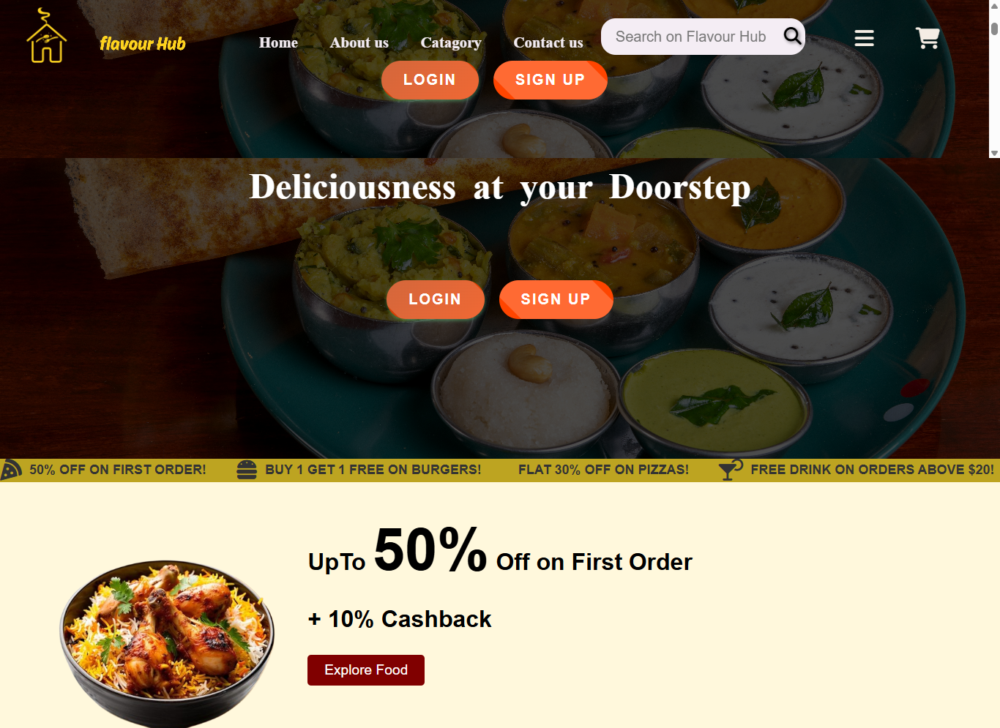 flavour Hub
Home About us Catagory Contact us
Search on Flavour Hub
LOGIN SIGN UP
Deliciousness at your Doorstep
LOGIN SIGN UP
50% OFF ON FIRST ORDER! BUY 1 GET 1 FREE ON BURGERS! FLAT 30% OFF ON PIZZAS! FREE DRINK ON ORDERS ABOVE $20!
UpTo 50% Off on First Order
+ 10% Cashback
Explore Food